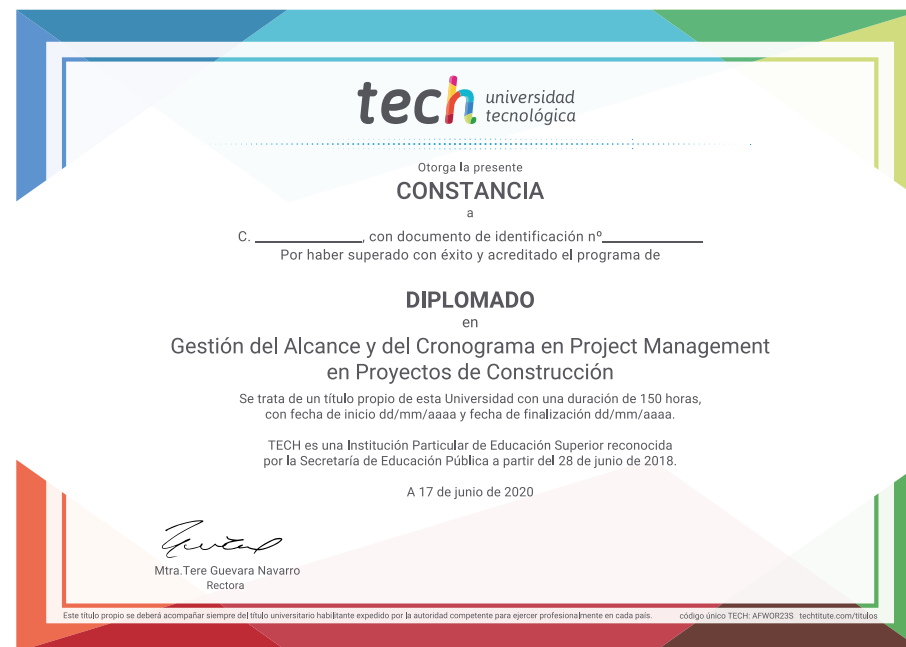 tech universidad
tecnológica
Otorga la presente
CONSTANCIA
a
C. ____________, con documento de identificación nº____________
Por haber superado con éxito y acreditado el programa de
DIPLOMADO
en
Gestión del Alcance y del Cronograma en Project Management
en Proyectos de Construcción
Se trata de un título propio de esta Universidad con una duración de 150 horas,
con fecha de inicio dd/mm/aaaa y fecha de finalización dd/mm/aaaa.
TECH es una Institución Particular de Educación Superior reconocida
por la Secretaría de Educación Pública a partir del 28 de junio de 2018.
A 17 de junio de 2020
Mtra.Tere Guevara Navarro
Rectora
Este título propio se deberá acompañar siempre del título universitario habilitante expedido por la autoridad competente para ejercer profesionalmente en cada país. código único TECH: AFWOR23S techtitute.com/titulos